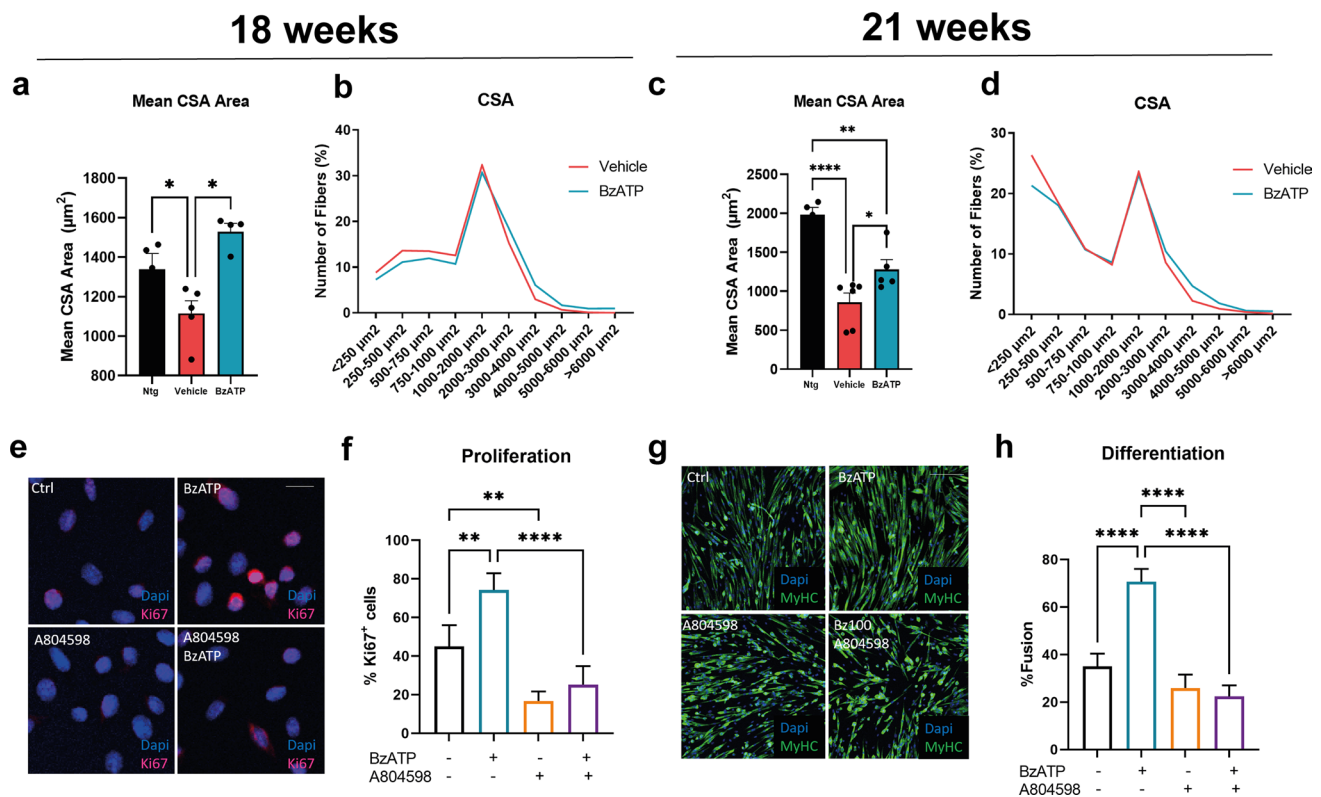 18 weeks
21 weeks
a
Mean CSA Area
Mean CSA Area (µm²)
1800
1600
1400
1200
1000
800
*
*
Ntg
Vehicle
BzATP
b
CSA
Number of Fibers (%)
40
30
20
10
0
Vehicle
BzATP
<250 µm2
250-500 µm2
500-750 µm2
750-1000 µm2
1000-2000 µm2
2000-3000 µm2
3000-4000 µm2
4000-5000 µm2
5000-6000 µm2
>6000 µm2
c
Mean CSA Area
Mean CSA Area (µm²)
2500
2000
1500
1000
500
0
**
****
*
Ntg
Vehicle
BzATP
d
CSA
Number of Fibers (%)
30
20
10
0
Vehicle
BzATP
<250 µm2
250-500 µm2
500-750 µm2
750-1000 µm2
1000-2000 µm2
2000-3000 µm2
3000-4000 µm2
4000-5000 µm2
5000-6000 µm2
>6000 µm2
e
Ctrl
Dapi
Ki67
BzATP
Dapi
Ki67
A804598
Dapi
Ki67
A804598
BzATP
Dapi
Ki67
f
Proliferation
% Ki67⁺ cells
100
80
60
40
20
0
**
**
****
BzATP - + - +
A804598 - - + +
g
Ctrl
Dapi
MyHC
BzATP
Dapi
MyHC
A804598
Dapi
MyHC
Bz100
A804598
Dapi
MyHC
h
Differentiation
%Fusion
80
60
40
20
0
****
****
****
BzATP - + - +
A804598 - - + +